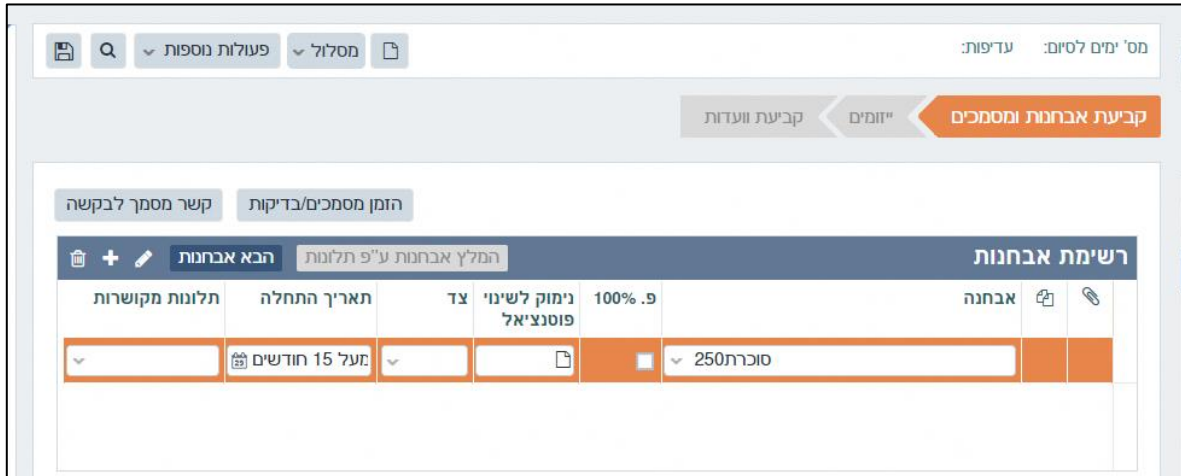 מס' ימים לסיום: עדיפות: מסלול פעולות נוספות
קביעת אבחנות ומסמכים ייזומים קביעת וועדות
הזמן מסמכים/בדיקות קשר מסמך לבקשה
רשימת אבחנות המלץ אבחנות ע"פ תלונות הבא אבחנות
אבחנה פ. 100% נימוק לשינוי צד תאריך התחלה תלונות מקושרות
פוטנציאל
סוכרת250 מעל 15 חודשים